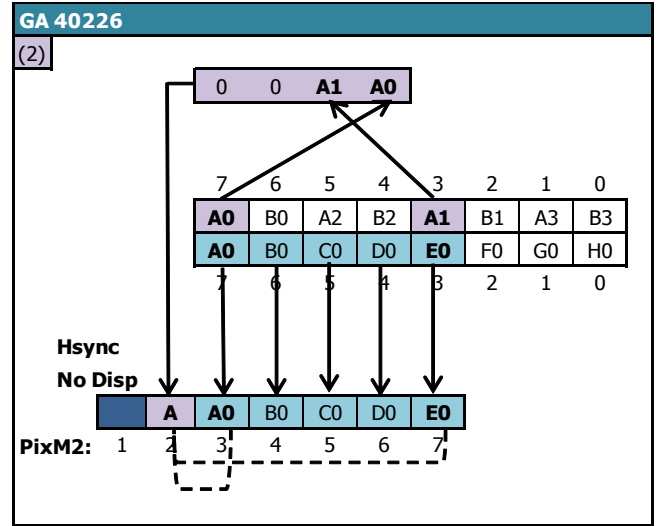 GA 40226
(2)
0 0 A1 A0
7 6 5 4 3 2 1 0
A0 B0 A2 B2 A1 B1 A3 B3
A0 B0 C0 D0 E0 F0 G0 H0
7 6 5 4 3 2 1 0
Hsync
No Disp
A A0 B0 C0 D0 E0
PixM2: 1 2 3 4 5 6 7